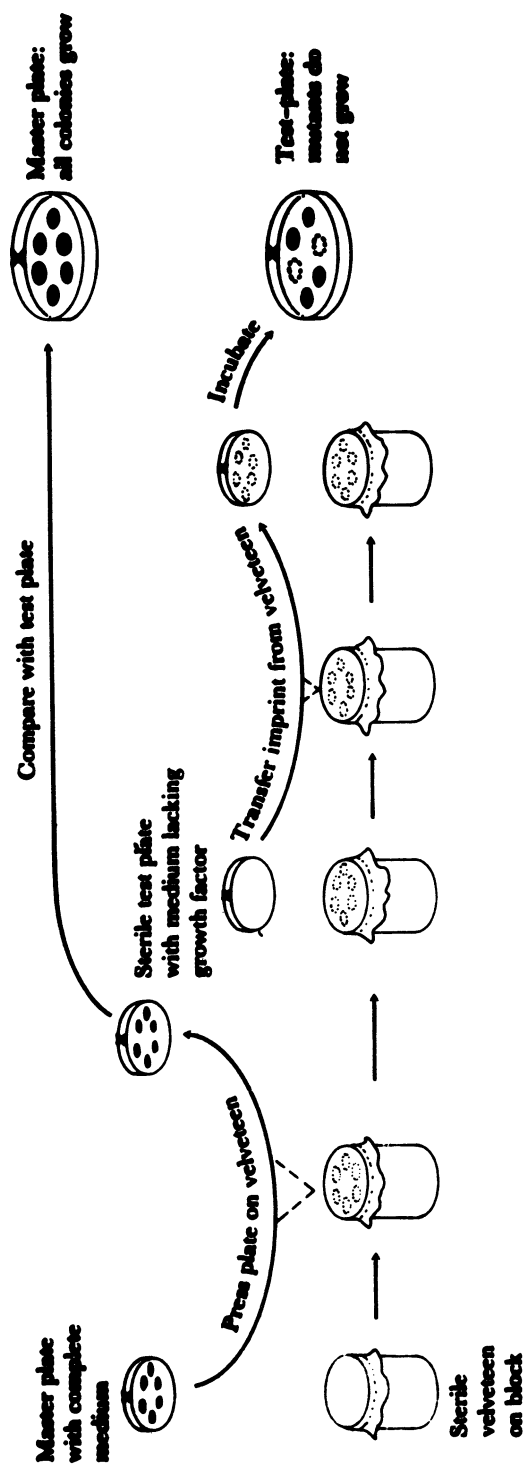 Master plate
with complete
medium
Press plate on velveteen
Sterile
velveteen
on block
Compare with test plate
Sterile test plate
with medium lacking
growth factor
Transfer imprint from velveteen
Incubate
Master plate:
all colonies grow
Test-plate:
mutants do
not grow